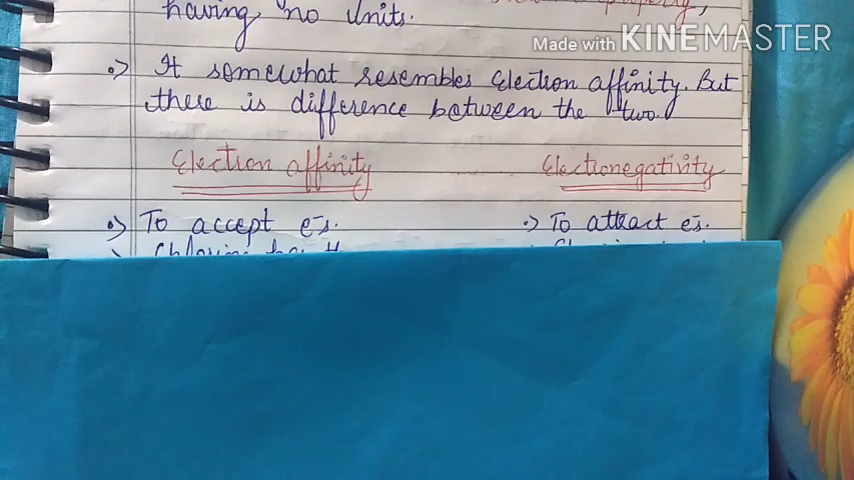 having no Units. property,
Made with KINEMASTER
.> It somewhat resembles Electron affinity. But
there is difference between the two.
Electron affinity Electronegativity
.> To accept e⁻s. .> To attract e⁻s.